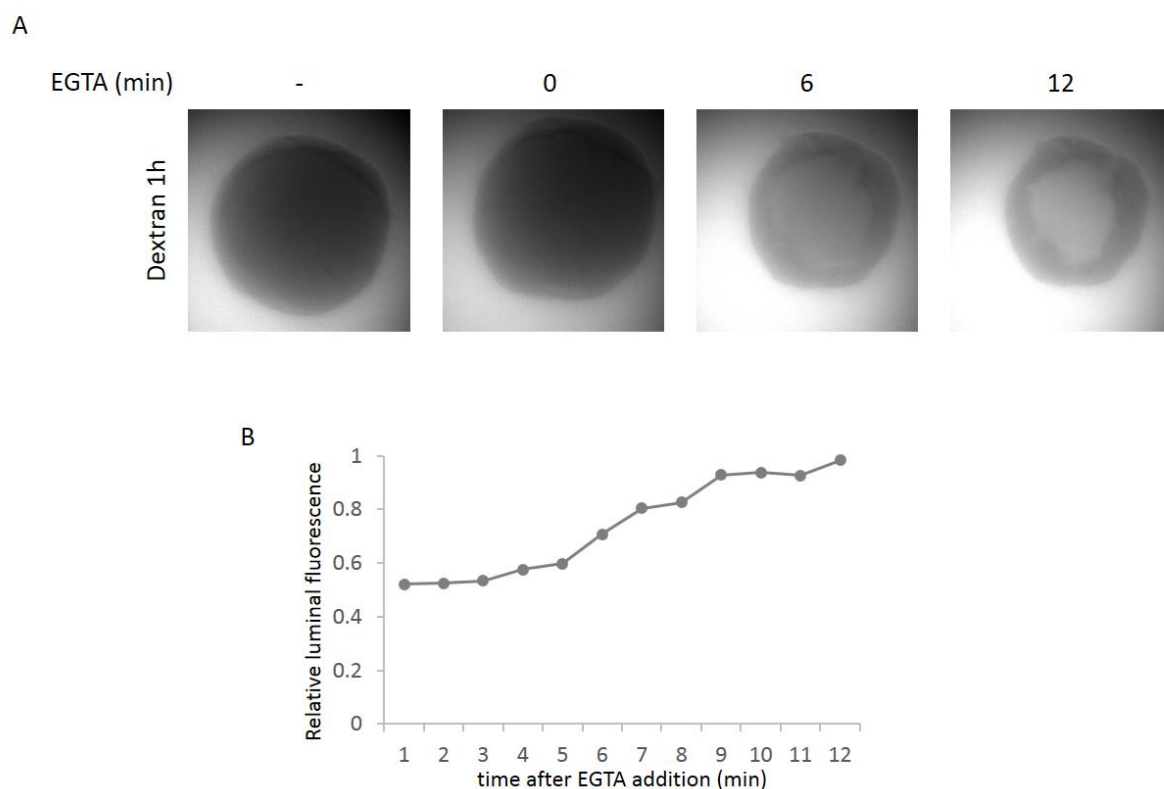 A
EGTA (min) - 0 6 12
Dextran 1h
B
Relative luminal fluorescence
1
0.8
0.6
0.4
0.2
0
1 2 3 4 5 6 7 8 9 10 11 12
time after EGTA addition (min)